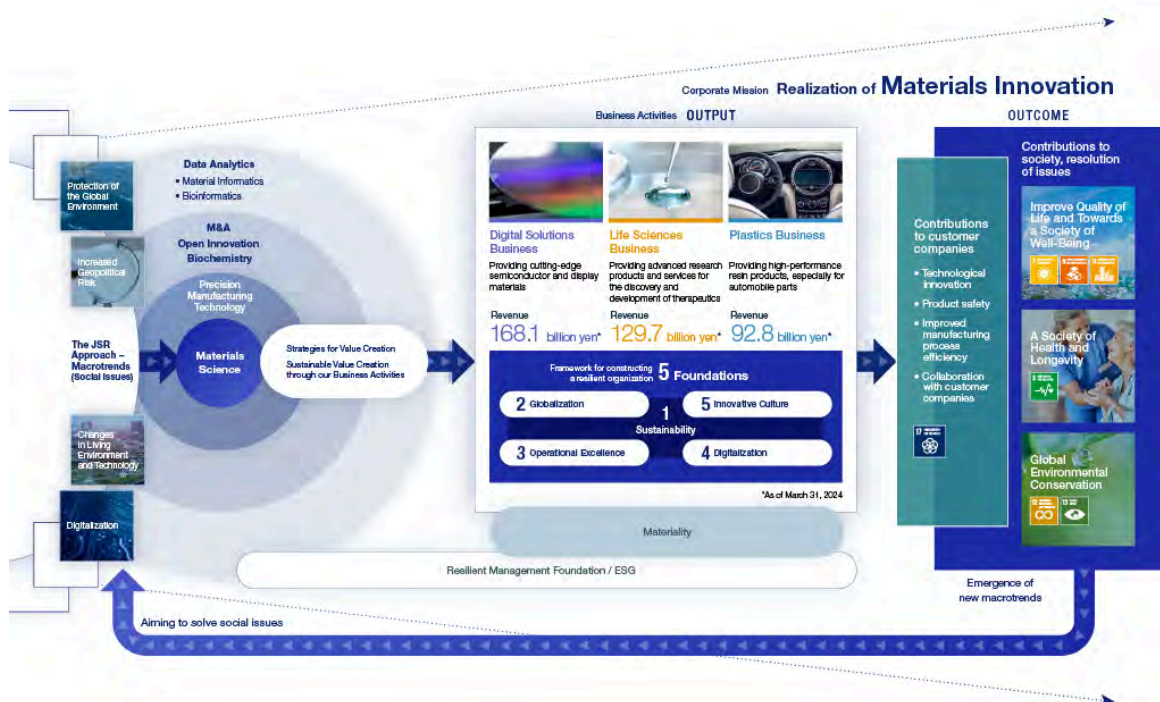 Corporate Mission Realization of Materials Innovation
Protection of
the Global
Environment
Increased
Geopolitical
Risk
The JSR
Approach –
Macrotrends
(Social Issues)
Changes
in Living
Environment
and Technology
Digitalization
Data Analytics
• Material Informatics
• Bioinformatics
M&A
Open Innovation
Biochemistry
Precision
Manufacturing
Technology
Materials
Science
Strategies for Value Creation
Sustainable Value Creation
through our Business Activities
Business Activities OUTPUT
Digital Solutions
Business
Providing cutting-edge
semiconductor and display
materials
Revenue
168.1 billion yen*
Life Sciences
Business
Providing advanced research
products and services for
the discovery and
development of therapeutics
Revenue
129.7 billion yen*
Plastics Business
Providing high-performance
resin products, especially for
automobile parts
Revenue
92.8 billion yen*
Framework for constructing
a resilient organization 5 Foundations
2 Globalization
5 Innovative Culture
1
Sustainability
3 Operational Excellence
4 Digitalization
*As of March 31, 2024
Materiality
Resilient Management Foundation / ESG
OUTCOME
Contributions
to customer
companies
• Technological
innovation
• Product safety
• Improved
manufacturing
process
efficiency
• Collaboration
with customer
companies
17
Contributions to
society, resolution
of issues
Improve Quality of
Life and Towards
a Society of
Well-Being
7
9
11
A Society of
Health and
Longevity
3
Global
Environmental
Conservation
12
13
Emergence of
new macrotrends
Aiming to solve social issues